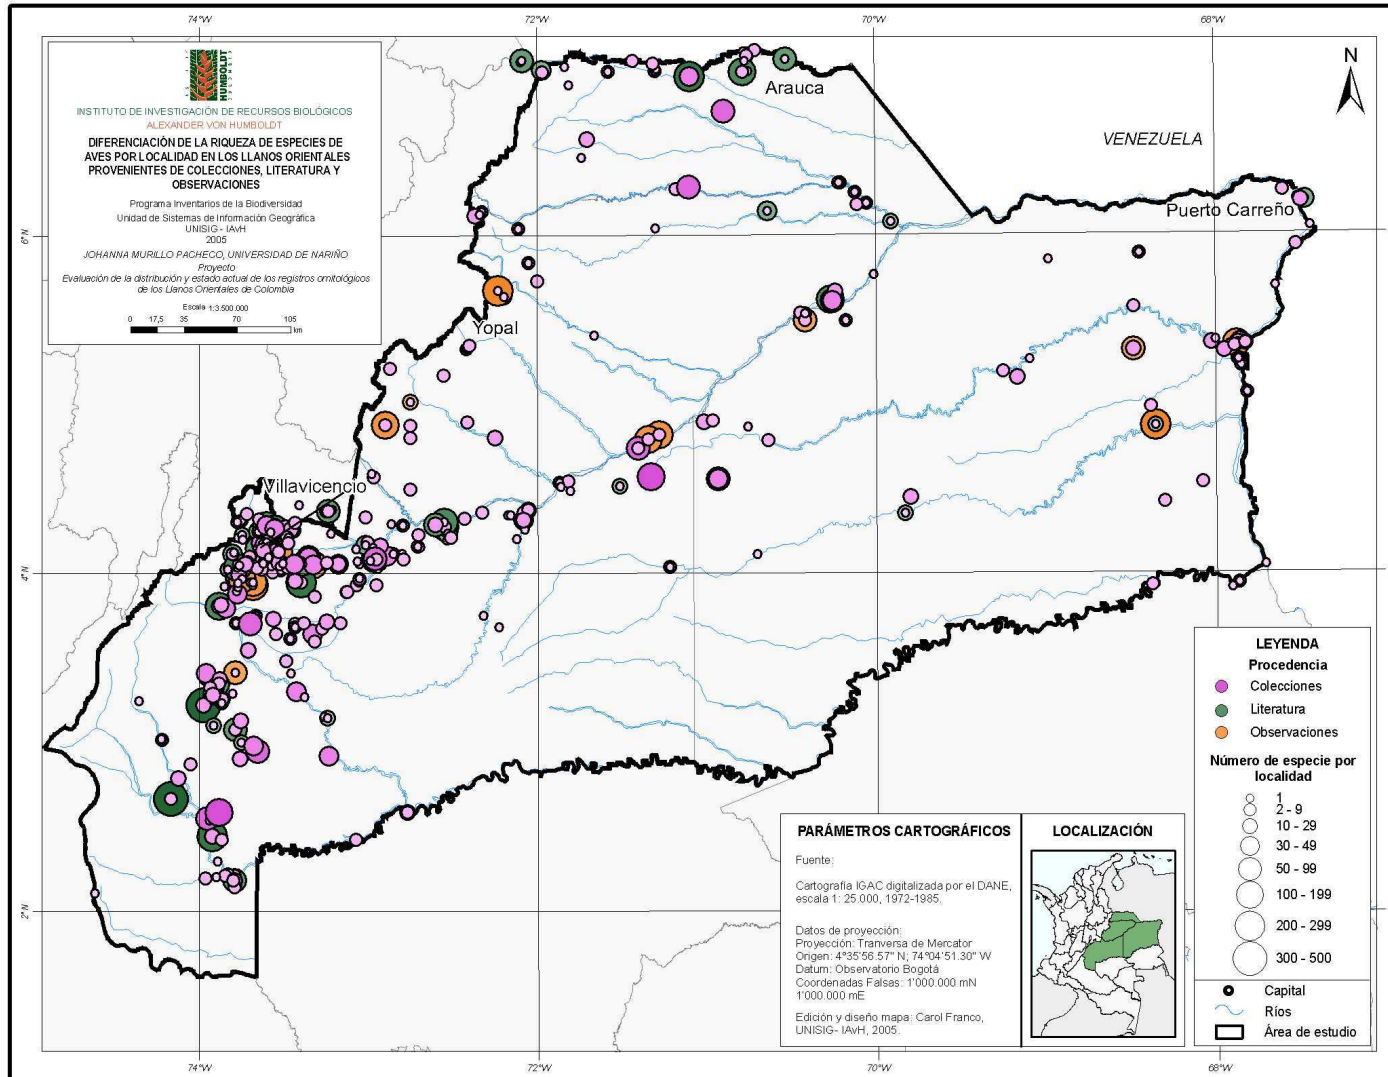 74°W
72°W
70°W
68°W
HUMBOLDT
COLOMBIA
INSTITUTO DE INVESTIGACIÓN DE RECURSOS BIOLÓGICOS
ALEXANDER VON HUMBOLDT
DIFERENCIACIÓN DE LA RIQUEZA DE ESPECIES DE
AVES POR LOCALIDAD EN LOS LLANOS ORIENTALES
PROVENIENTES DE COLECCIONES, LITERATURA Y
OBSERVACIONES
Programa Inventarios de la Biodiversidad
Unidad de Sistemas de Información Geográfica
UNISIG - IAvH
2005
JOHANNA MURILLO PACHECO, UNIVERSIDAD DE NARIÑO
Proyecto
Evaluación de la distribución y estado actual de los registros ornitológicos
de los Llanos Orientales de Colombia
Escala 1:3.500.000
0 17,5 35 70 105
km
N
Arauca
VENEZUELA
Puerto Carreño
6°N
Yopal
Villavicencio
4°N
2°N
LEYENDA
Procedencia
Colecciones
Literatura
Observaciones
Número de especie por
localidad
1
2 - 9
10 - 29
30 - 49
50 - 99
100 - 199
200 - 299
300 - 500
Capital
Ríos
Área de estudio
PARÁMETROS CARTOGRÁFICOS
Fuente:
Cartografía IGAC digitalizada por el DANE,
escala 1: 25.000, 1972-1985.
Datos de proyección:
Proyección: Tranversa de Mercator
Origen: 4°35'56.57" N; 74°04'51.30" W
Datum: Observatorio Bogotá
Coordenadas Falsas: 1'000.000 mN
1'000.000 mE
Edición y diseño mapa: Carol Franco,
UNISIG- IAvH, 2005.
LOCALIZACIÓN
74°W
72°W
70°W
68°W